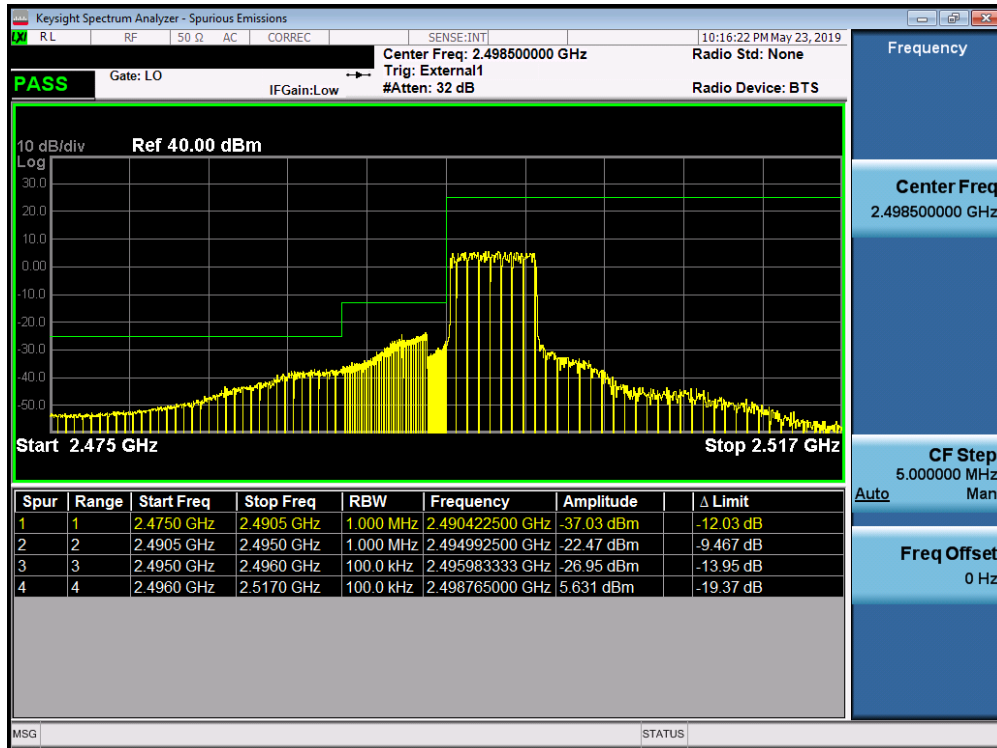 Keysight Spectrum Analyzer - Spurious Emissions
LXI RL RF 50 Ω AC CORREC SENSE:INT 10:16:22 PM May 23, 2019
Center Freq: 2.498500000 GHz Radio Std: None
PASS Gate: LO Trig: External1
IFGain:Low #Atten: 32 dB Radio Device: BTS
Frequency
10 dB/div Ref 40.00 dBm
Log
30.0
20.0
10.0
0.00
-10.0
-20.0
-30.0
-40.0
-50.0
Start 2.475 GHz Stop 2.517 GHz
Center Freq
2.498500000 GHz
CF Step
5.000000 MHz
Auto Man
Freq Offset
0 Hz
Spur Range Start Freq Stop Freq RBW Frequency Amplitude Δ Limit
1 1 2.4750 GHz 2.4905 GHz 1.000 MHz 2.490422500 GHz -37.03 dBm -12.03 dB
2 2 2.4905 GHz 2.4950 GHz 1.000 MHz 2.494992500 GHz -22.47 dBm -9.467 dB
3 3 2.4950 GHz 2.4960 GHz 100.0 kHz 2.495983333 GHz -26.95 dBm -13.95 dB
4 4 2.4960 GHz 2.5170 GHz 100.0 kHz 2.498765000 GHz 5.631 dBm -19.37 dB
MSG STATUS